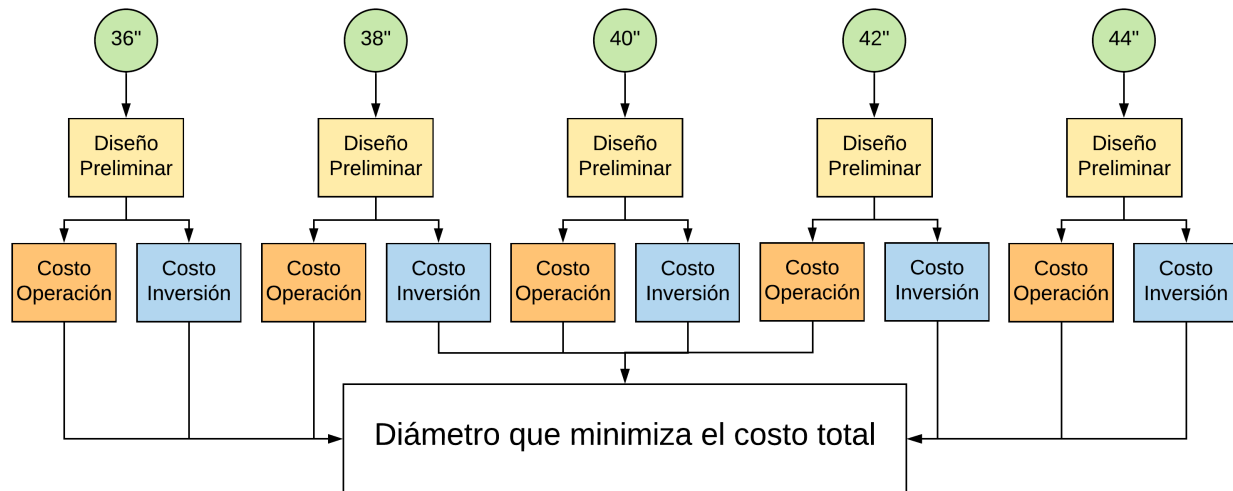 36"
38"
40"
42"
44"
Diseño
Preliminar
Diseño
Preliminar
Diseño
Preliminar
Diseño
Preliminar
Diseño
Preliminar
Costo
Operación
Costo
Inversión
Costo
Operación
Costo
Inversión
Costo
Operación
Costo
Inversión
Costo
Operación
Costo
Inversión
Costo
Operación
Costo
Inversión
Diámetro que minimiza el costo total